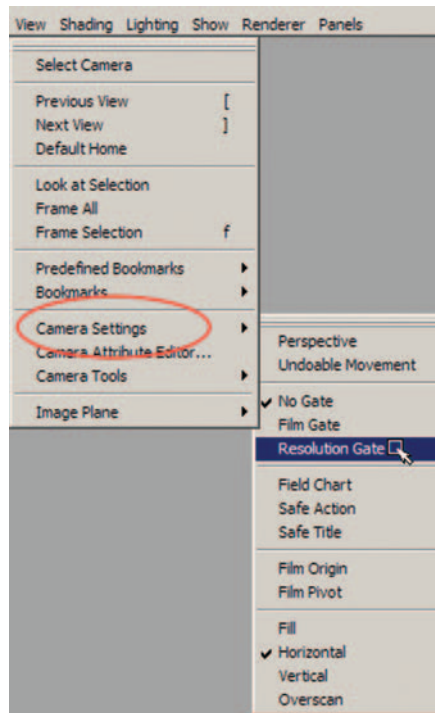 View Shading Lighting Show Renderer Panels
Select Camera
Previous View [
Next View ]
Default Home
Look at Selection
Frame All
Frame Selection f
Predefined Bookmarks
Bookmarks
Camera Settings
Camera Attribute Editor...
Camera Tools
Image Plane
Perspective
Undoable Movement
No Gate
Film Gate
Resolution Gate
Field Chart
Safe Action
Safe Title
Film Origin
Film Pivot
Fill
Horizontal
Vertical
Overscan